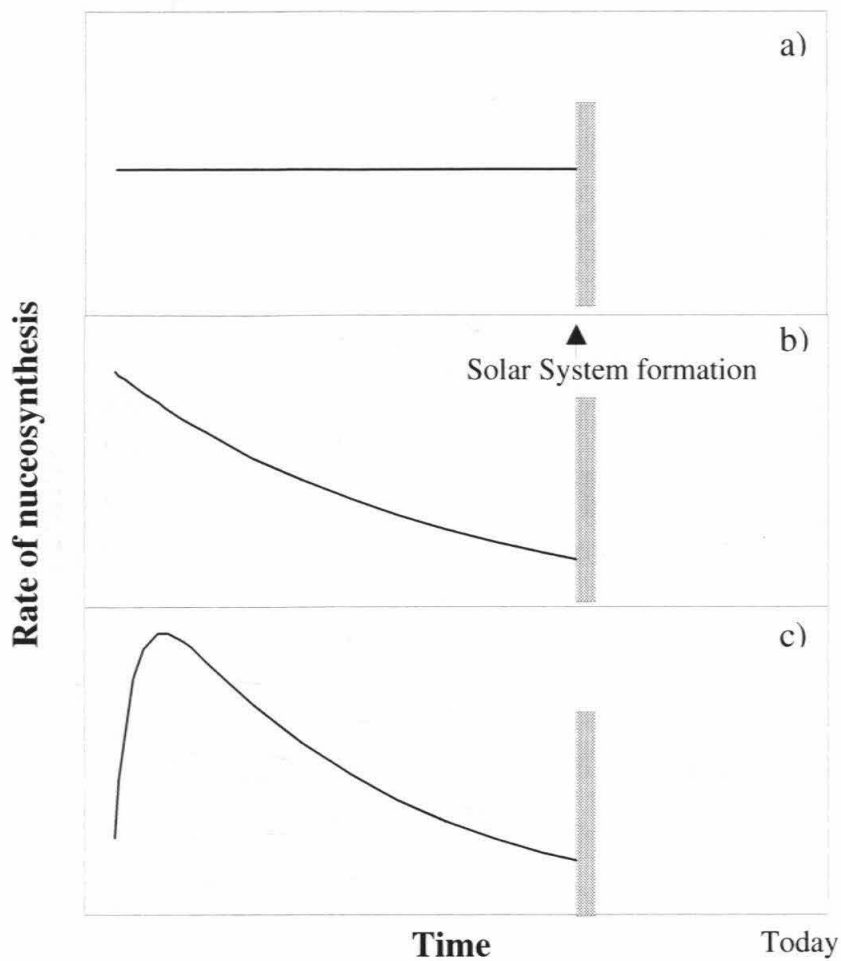 a)
Rate of nuceosynthesis
b)
Solar System formation
c)
Time
Today